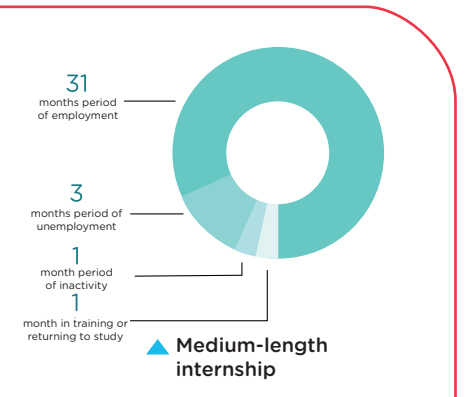 31
months period
of employment
3
months period of
unemployment
1
month period
of inactivity
1
month in training or
returning to study
Medium-length
internship